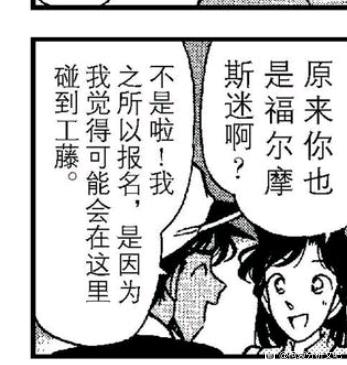 原来你也
是福尔摩
斯迷啊?
不是啦!我
之所以报名,是因为
我觉得可能会在这里
碰到工藤。